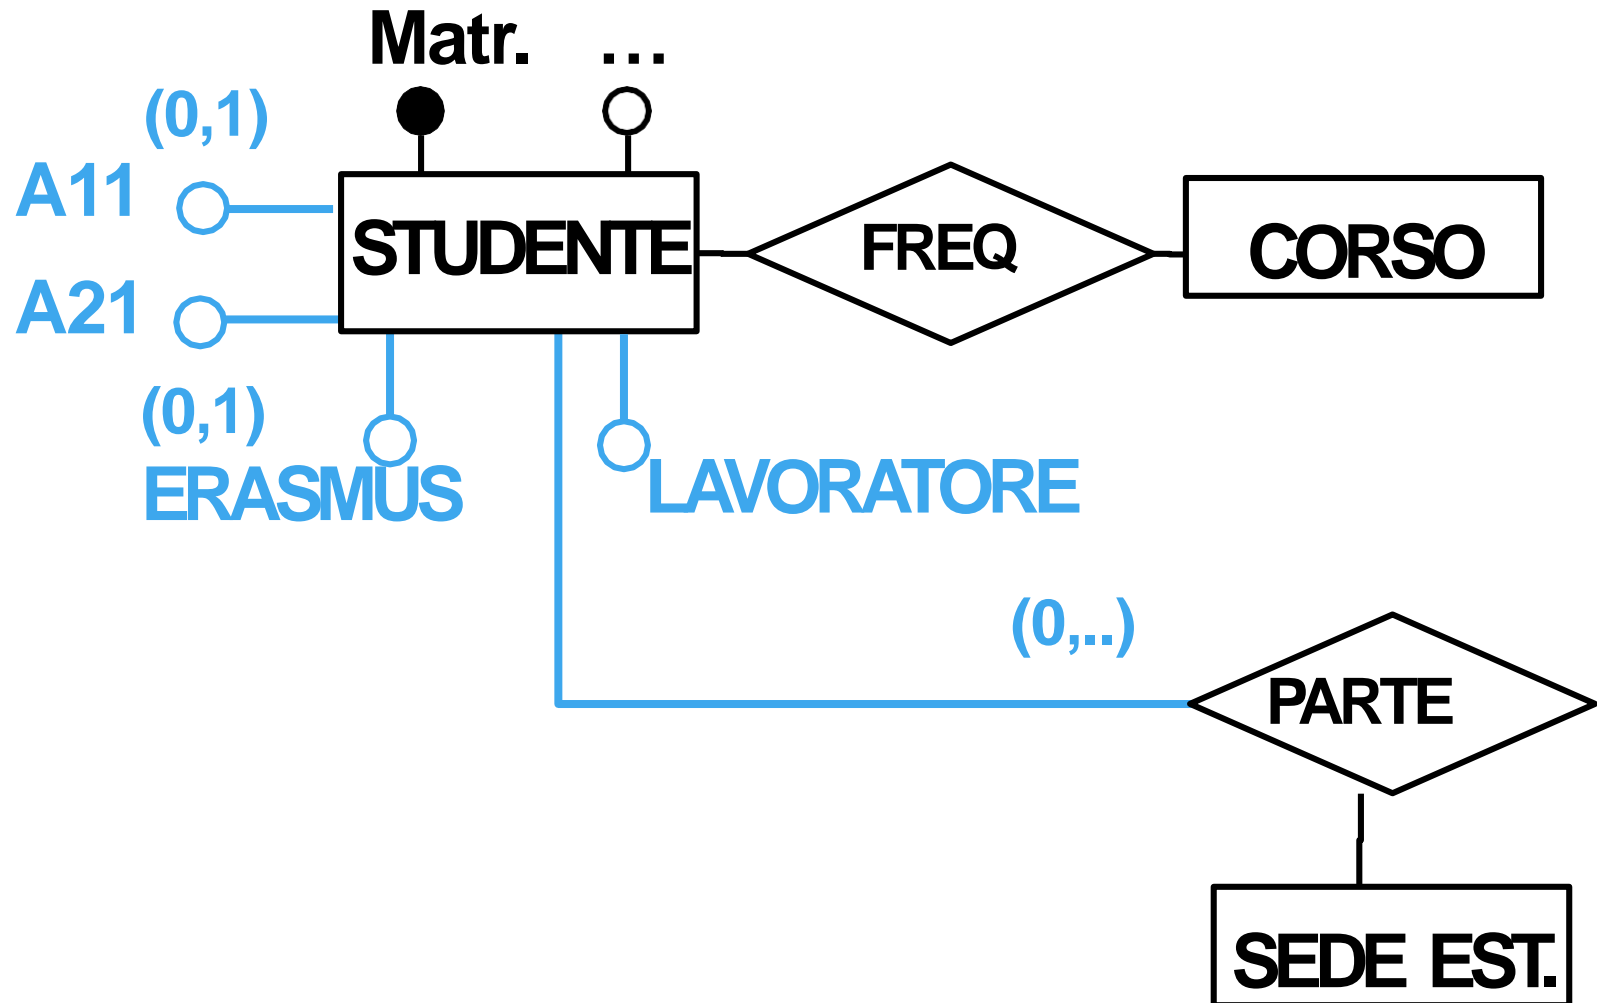 Matr. ...
(0,1)
A11
STUDENTE
FREQ
CORSO
A21
(0,1)
ERASMUS
LAVORATORE
(0,..)
PARTE
SEDE EST.